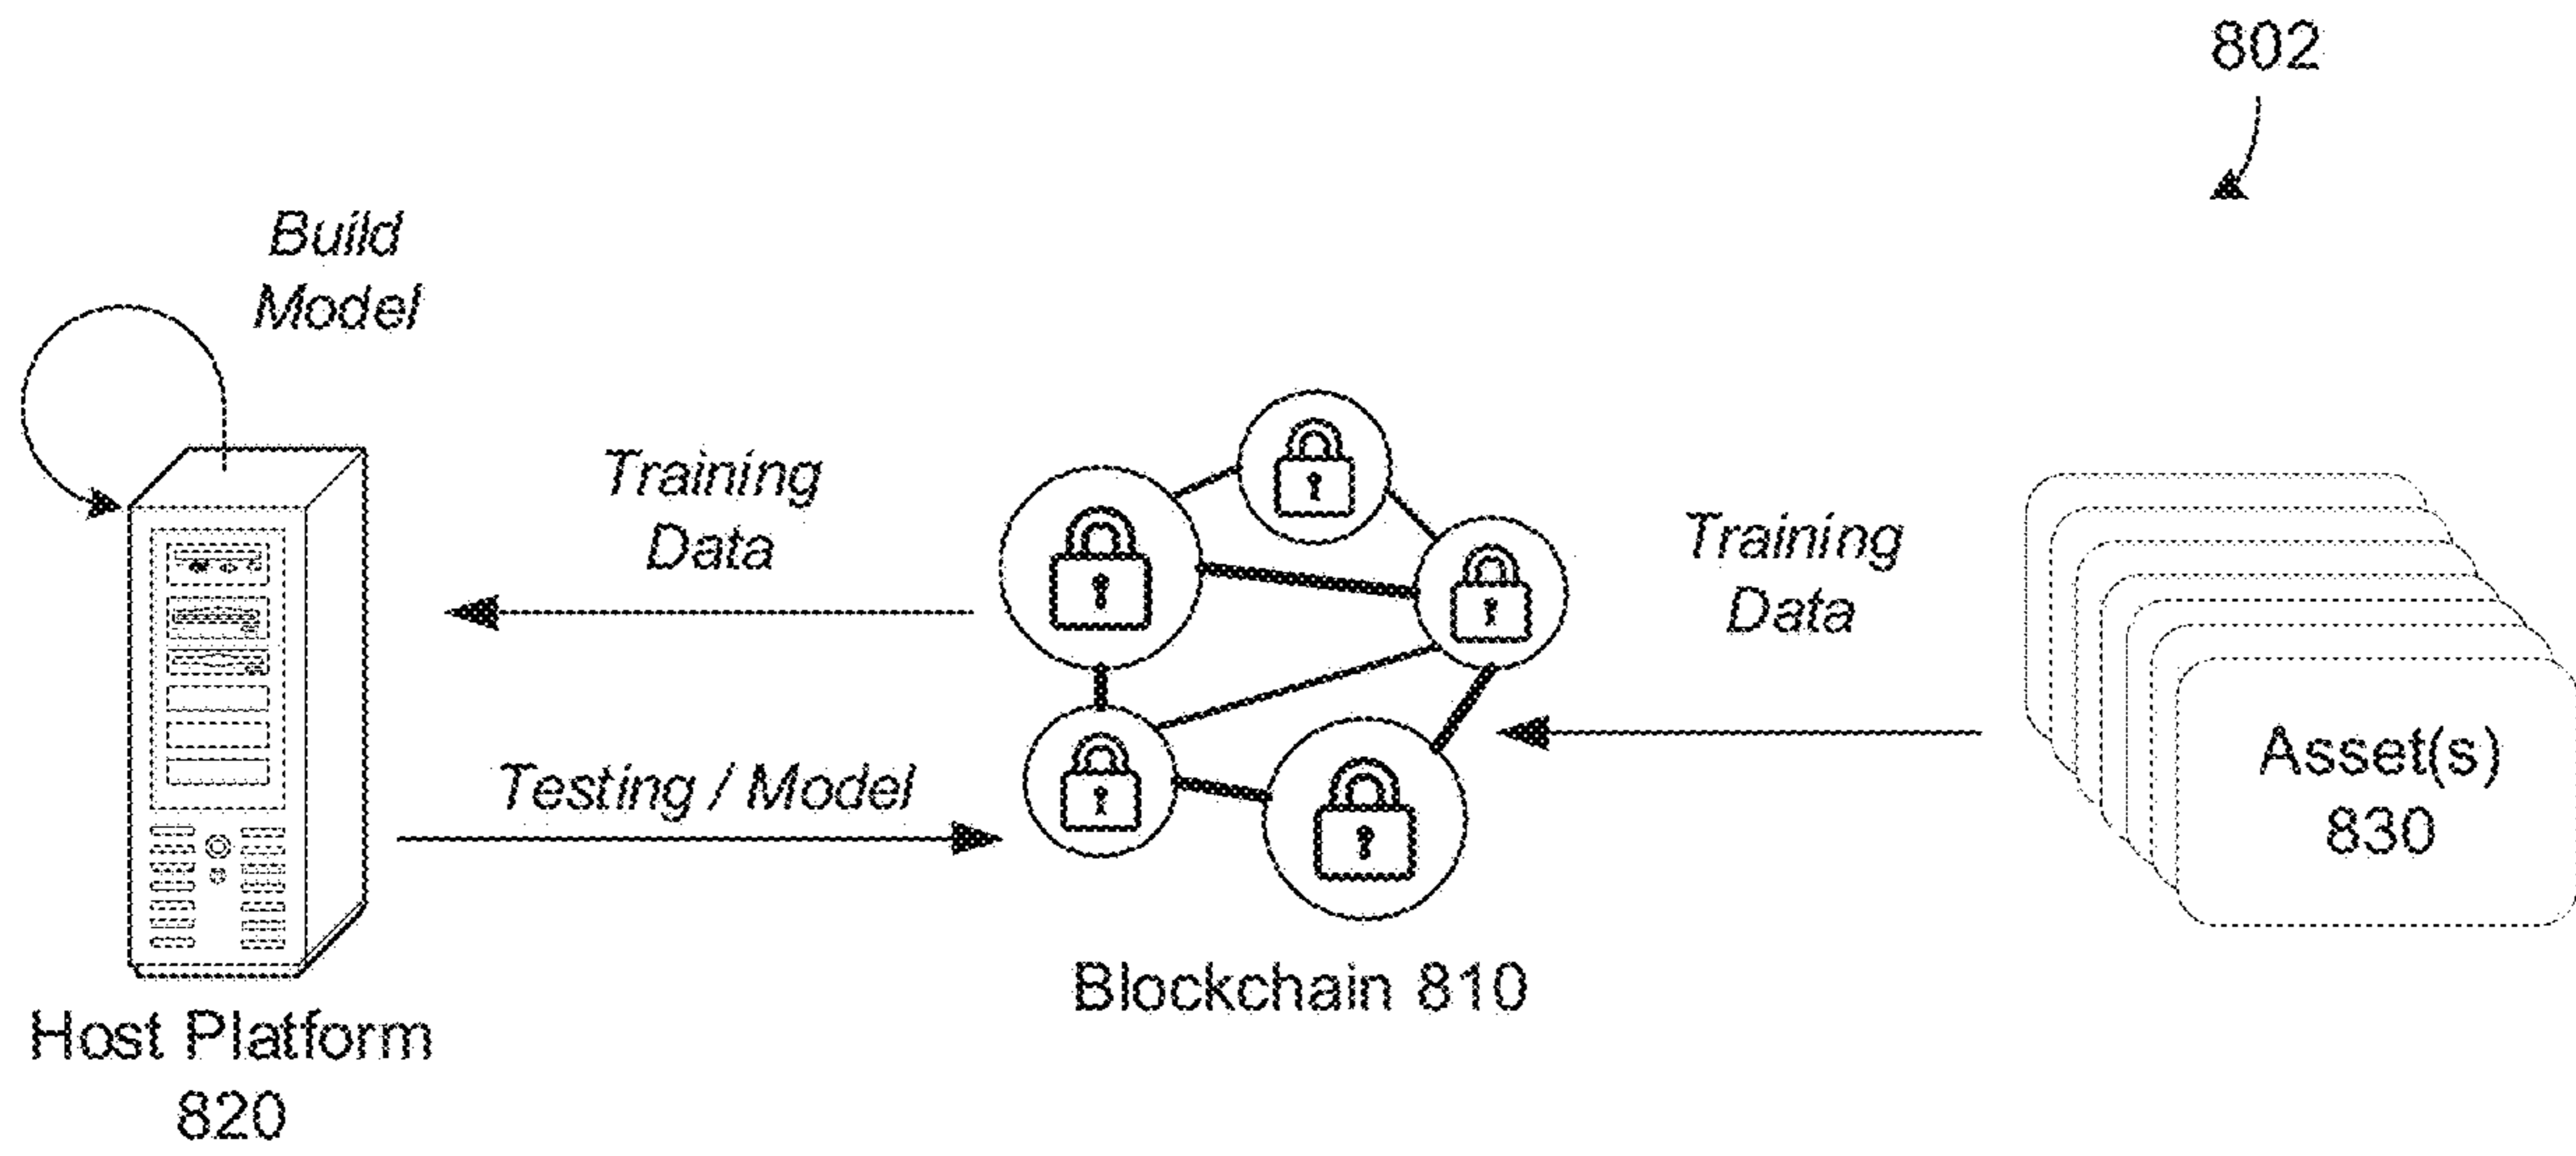 802
Build
Model
Training
Data
Training
Data
Testing / Model
Asset(s)
830
Blockchain 810
Host Platform
820